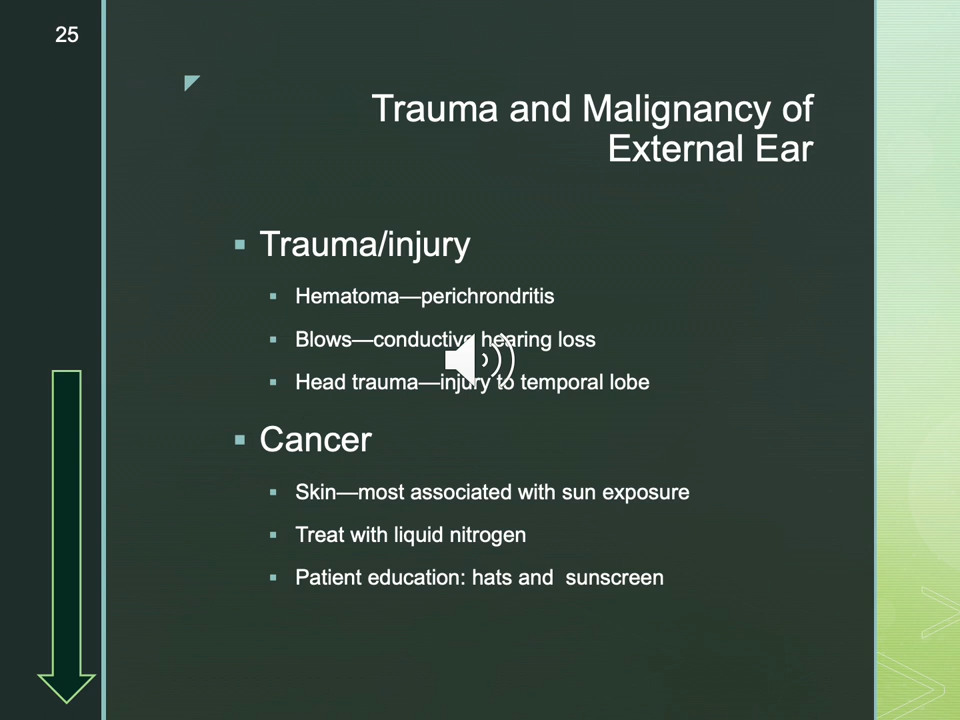 25
Trauma and Malignancy of
External Ear
▪ Trauma/injury
▪ Hematoma—perichrondritis
▪ Blows—conductive hearing loss
▪ Head trauma—injury to temporal lobe
▪ Cancer
▪ Skin—most associated with sun exposure
▪ Treat with liquid nitrogen
▪ Patient education: hats and  sunscreen